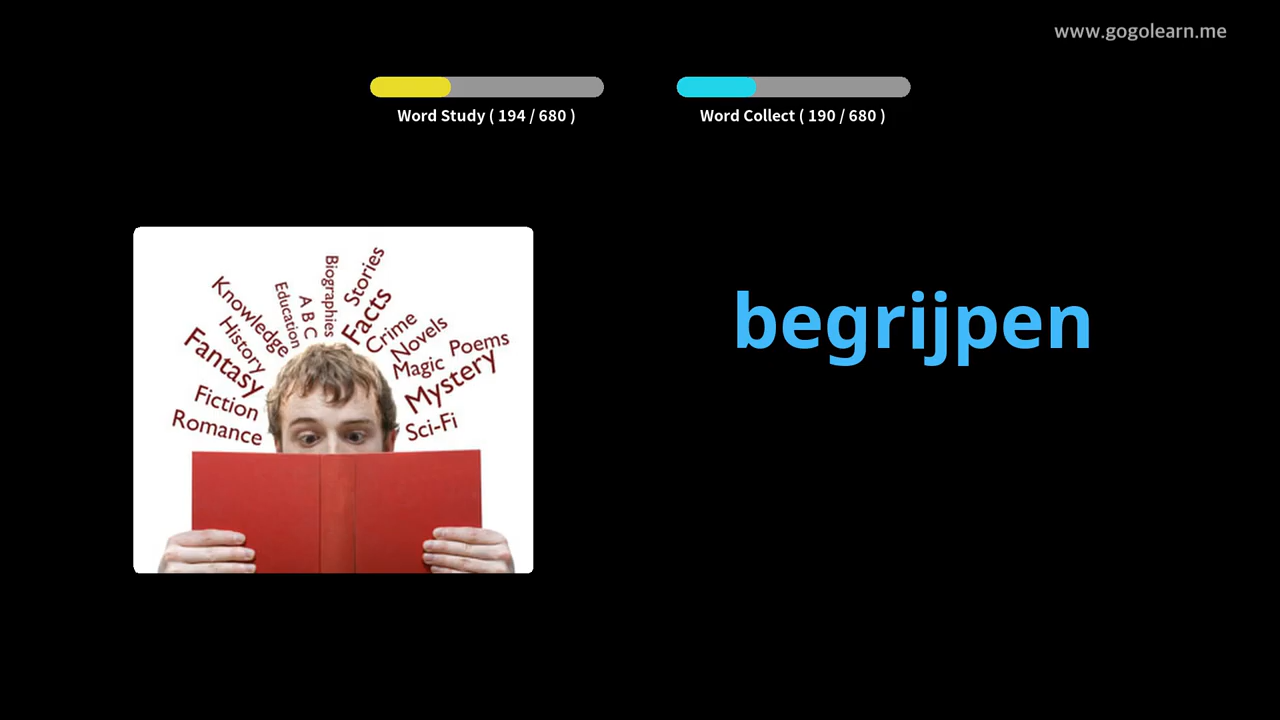 www.gogolearn.me
Word Study ( 194 / 680 )
Word Collect ( 190 / 680 )
begrijpen
Knowledge
Education
A B C
Biographies
Stories
Facts
Crime
Novels
Poems
Magic
Mystery
Sci-Fi
History
Fantasy
Fiction
Romance